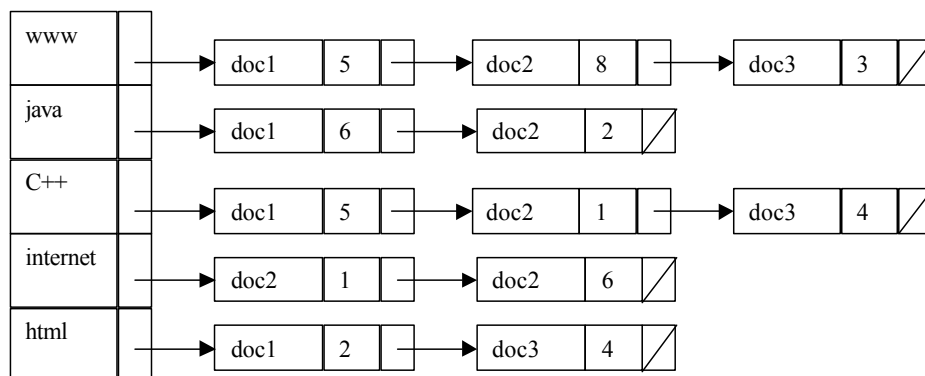 www
doc1 5 doc2 8 doc3 3
java
doc1 6 doc2 2
C++
doc1 5 doc2 1 doc3 4
internet
doc2 1 doc2 6
html
doc1 2 doc3 4